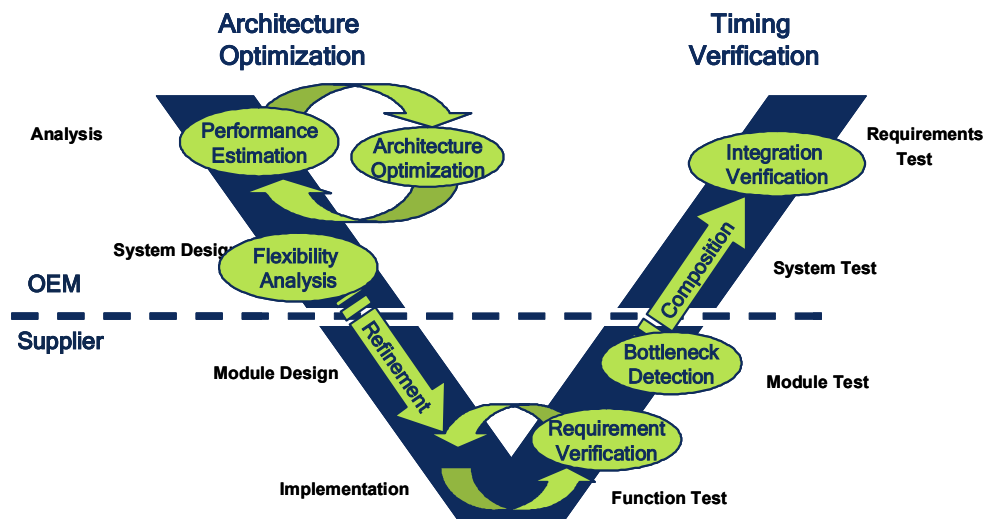 Architecture
Optimization
Timing
Verification
Analysis
Performance
Estimation
Architecture
Optimization
Integration
Verification
Requirements
Test
System Design
Flexibility
Analysis
Composition
System Test
OEM
Supplier
Refinement
Module Design
Bottleneck
Detection
Module Test
Requirement
Verification
Implementation
Function Test